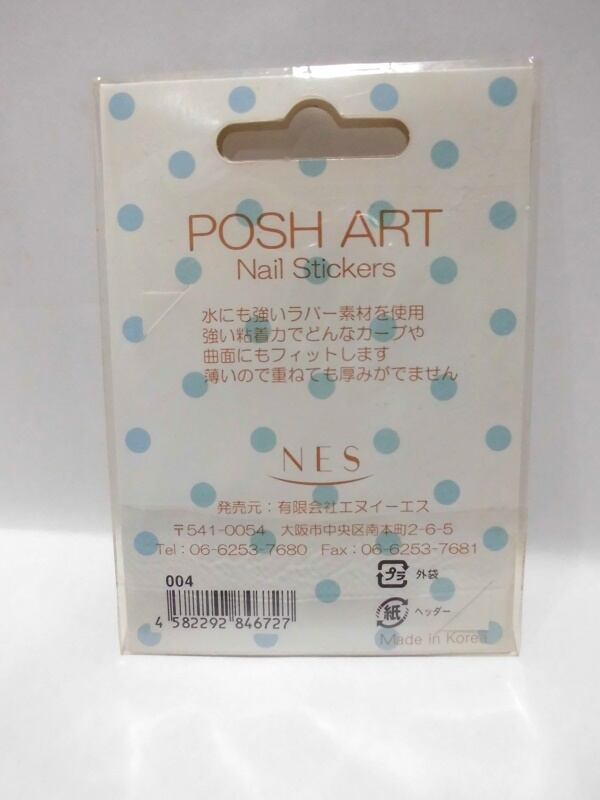 POSH ART
Nail Stickers
水にも強いラバー素材を使用
強い粘着力でどんなカーブや
曲面にもフィットします
薄いので重ねても厚みがでません
NES
発売元：有限会社エヌイーエス
〒541-0054 大阪市中央区南本町2-6-5
Tel：06-6253-7680 Fax：06-6253-7681
プラ 外袋
004
紙 ヘッダー
4 582292 846727
Made in Korea